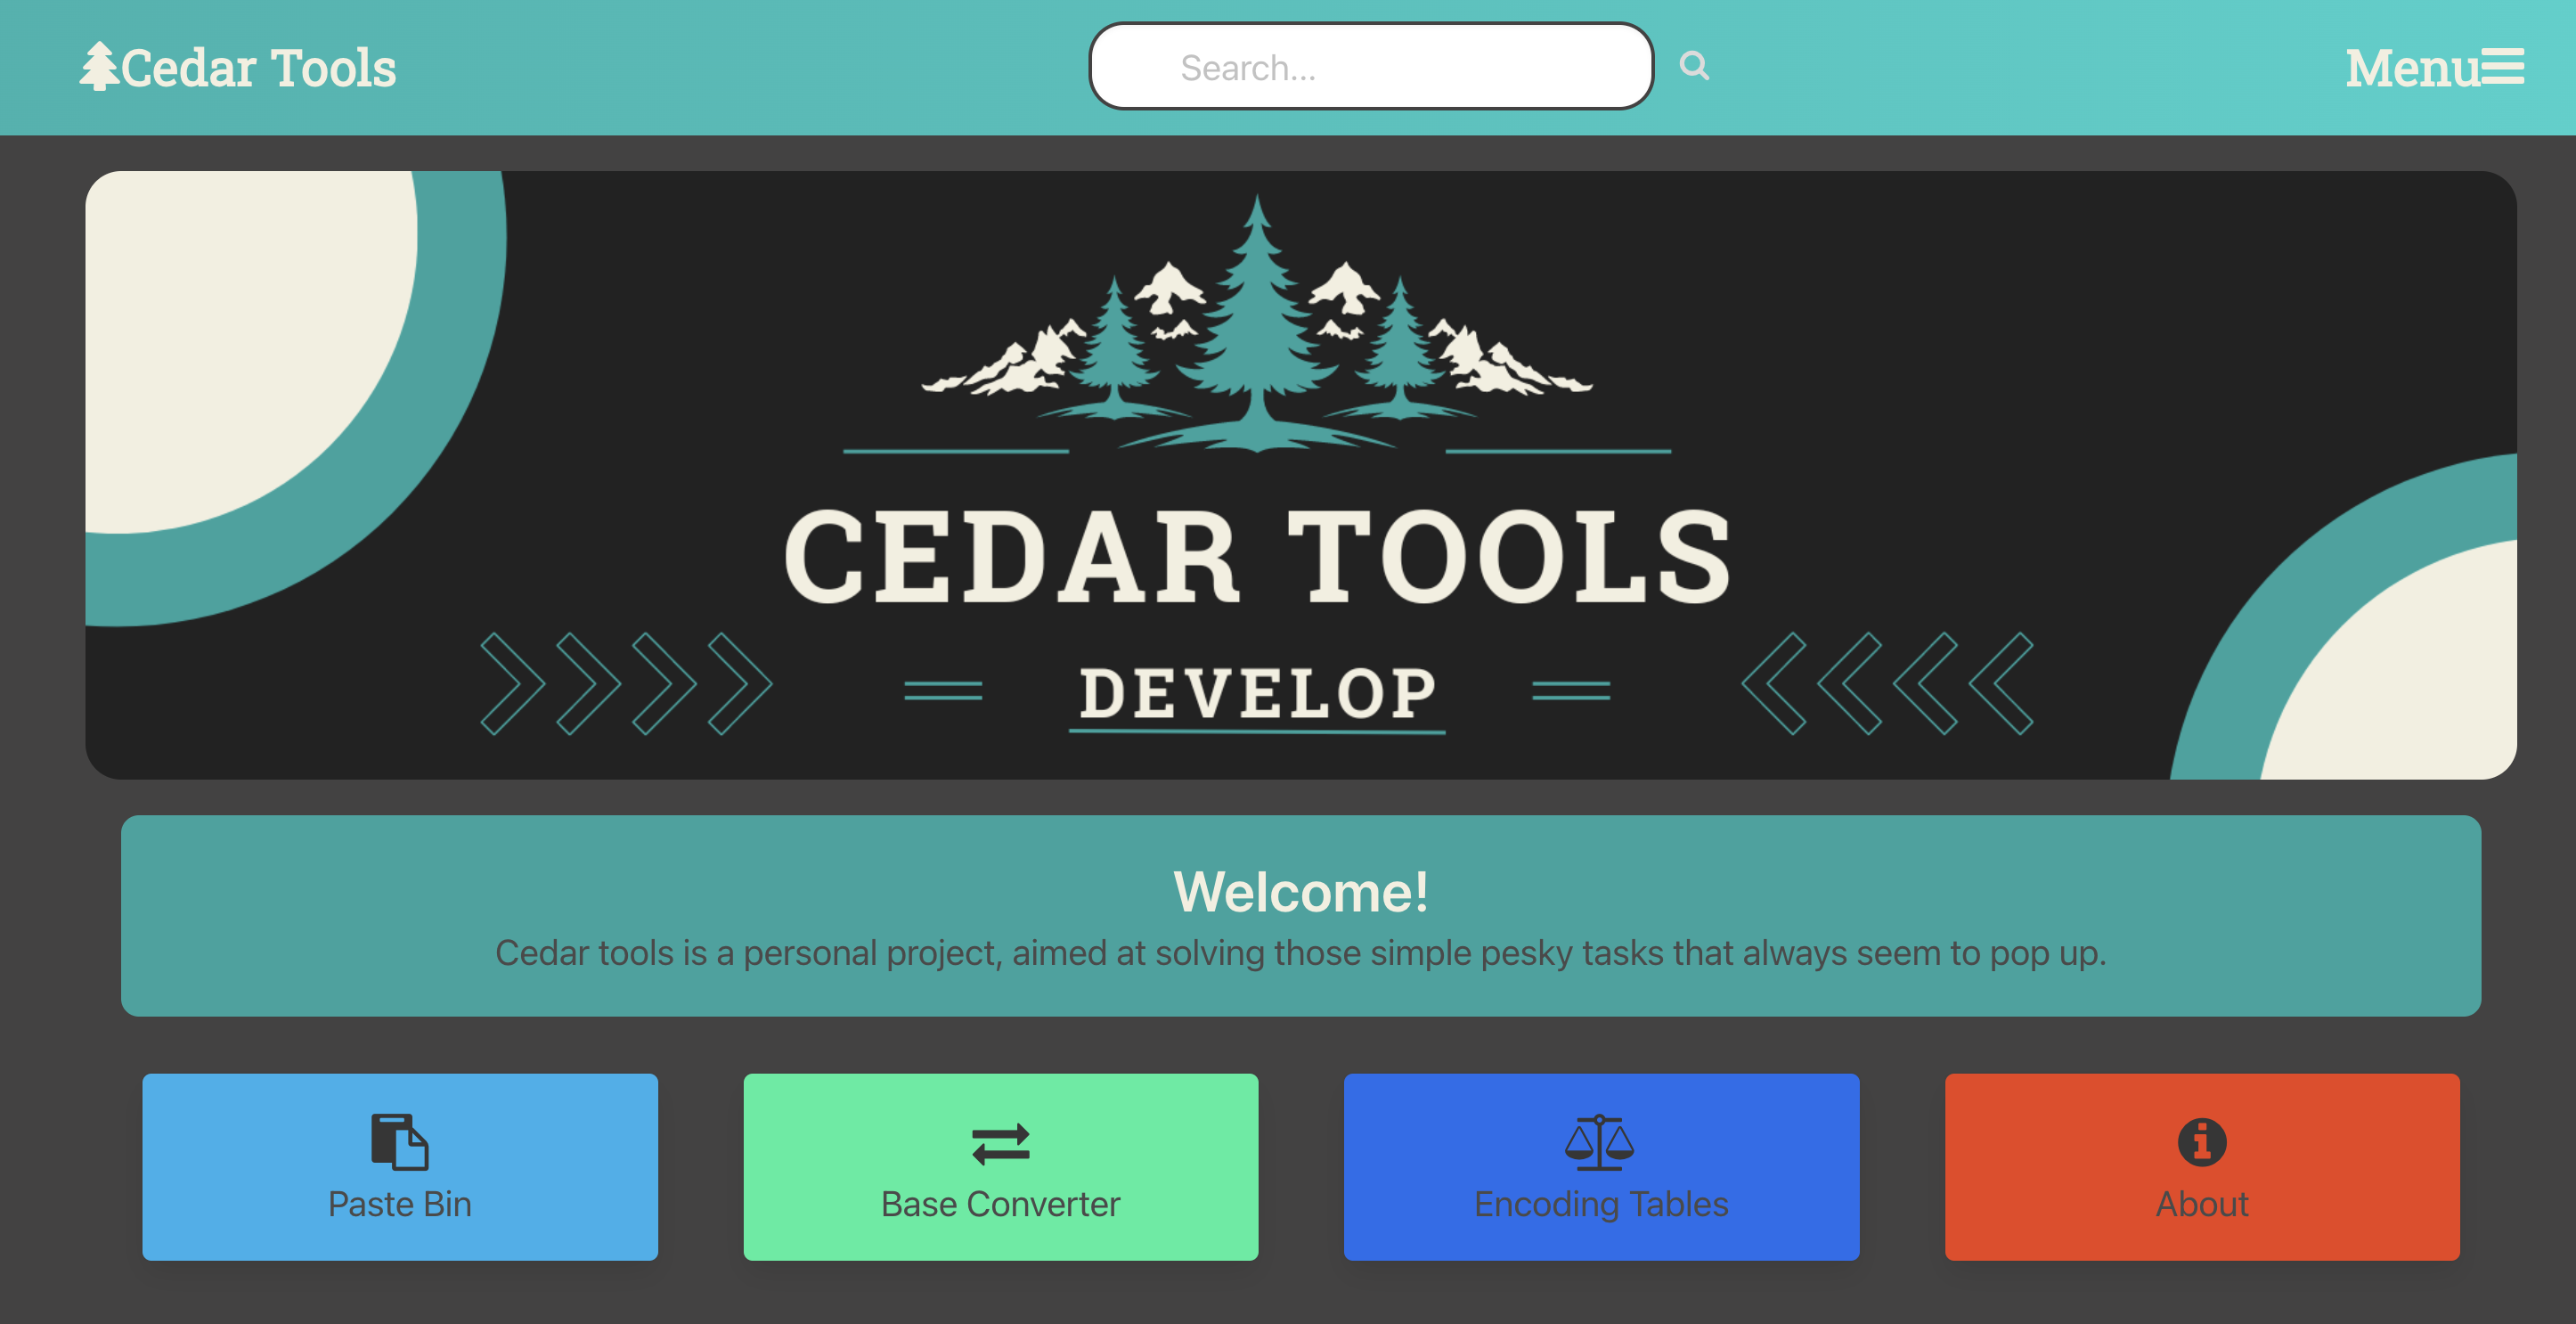 Cedar Tools
Search...
Menu
CEDAR TOOLS
DEVELOP
Welcome!
Cedar tools is a personal project, aimed at solving those simple pesky tasks that always seem to pop up.
Paste Bin
Base Converter
Encoding Tables
About